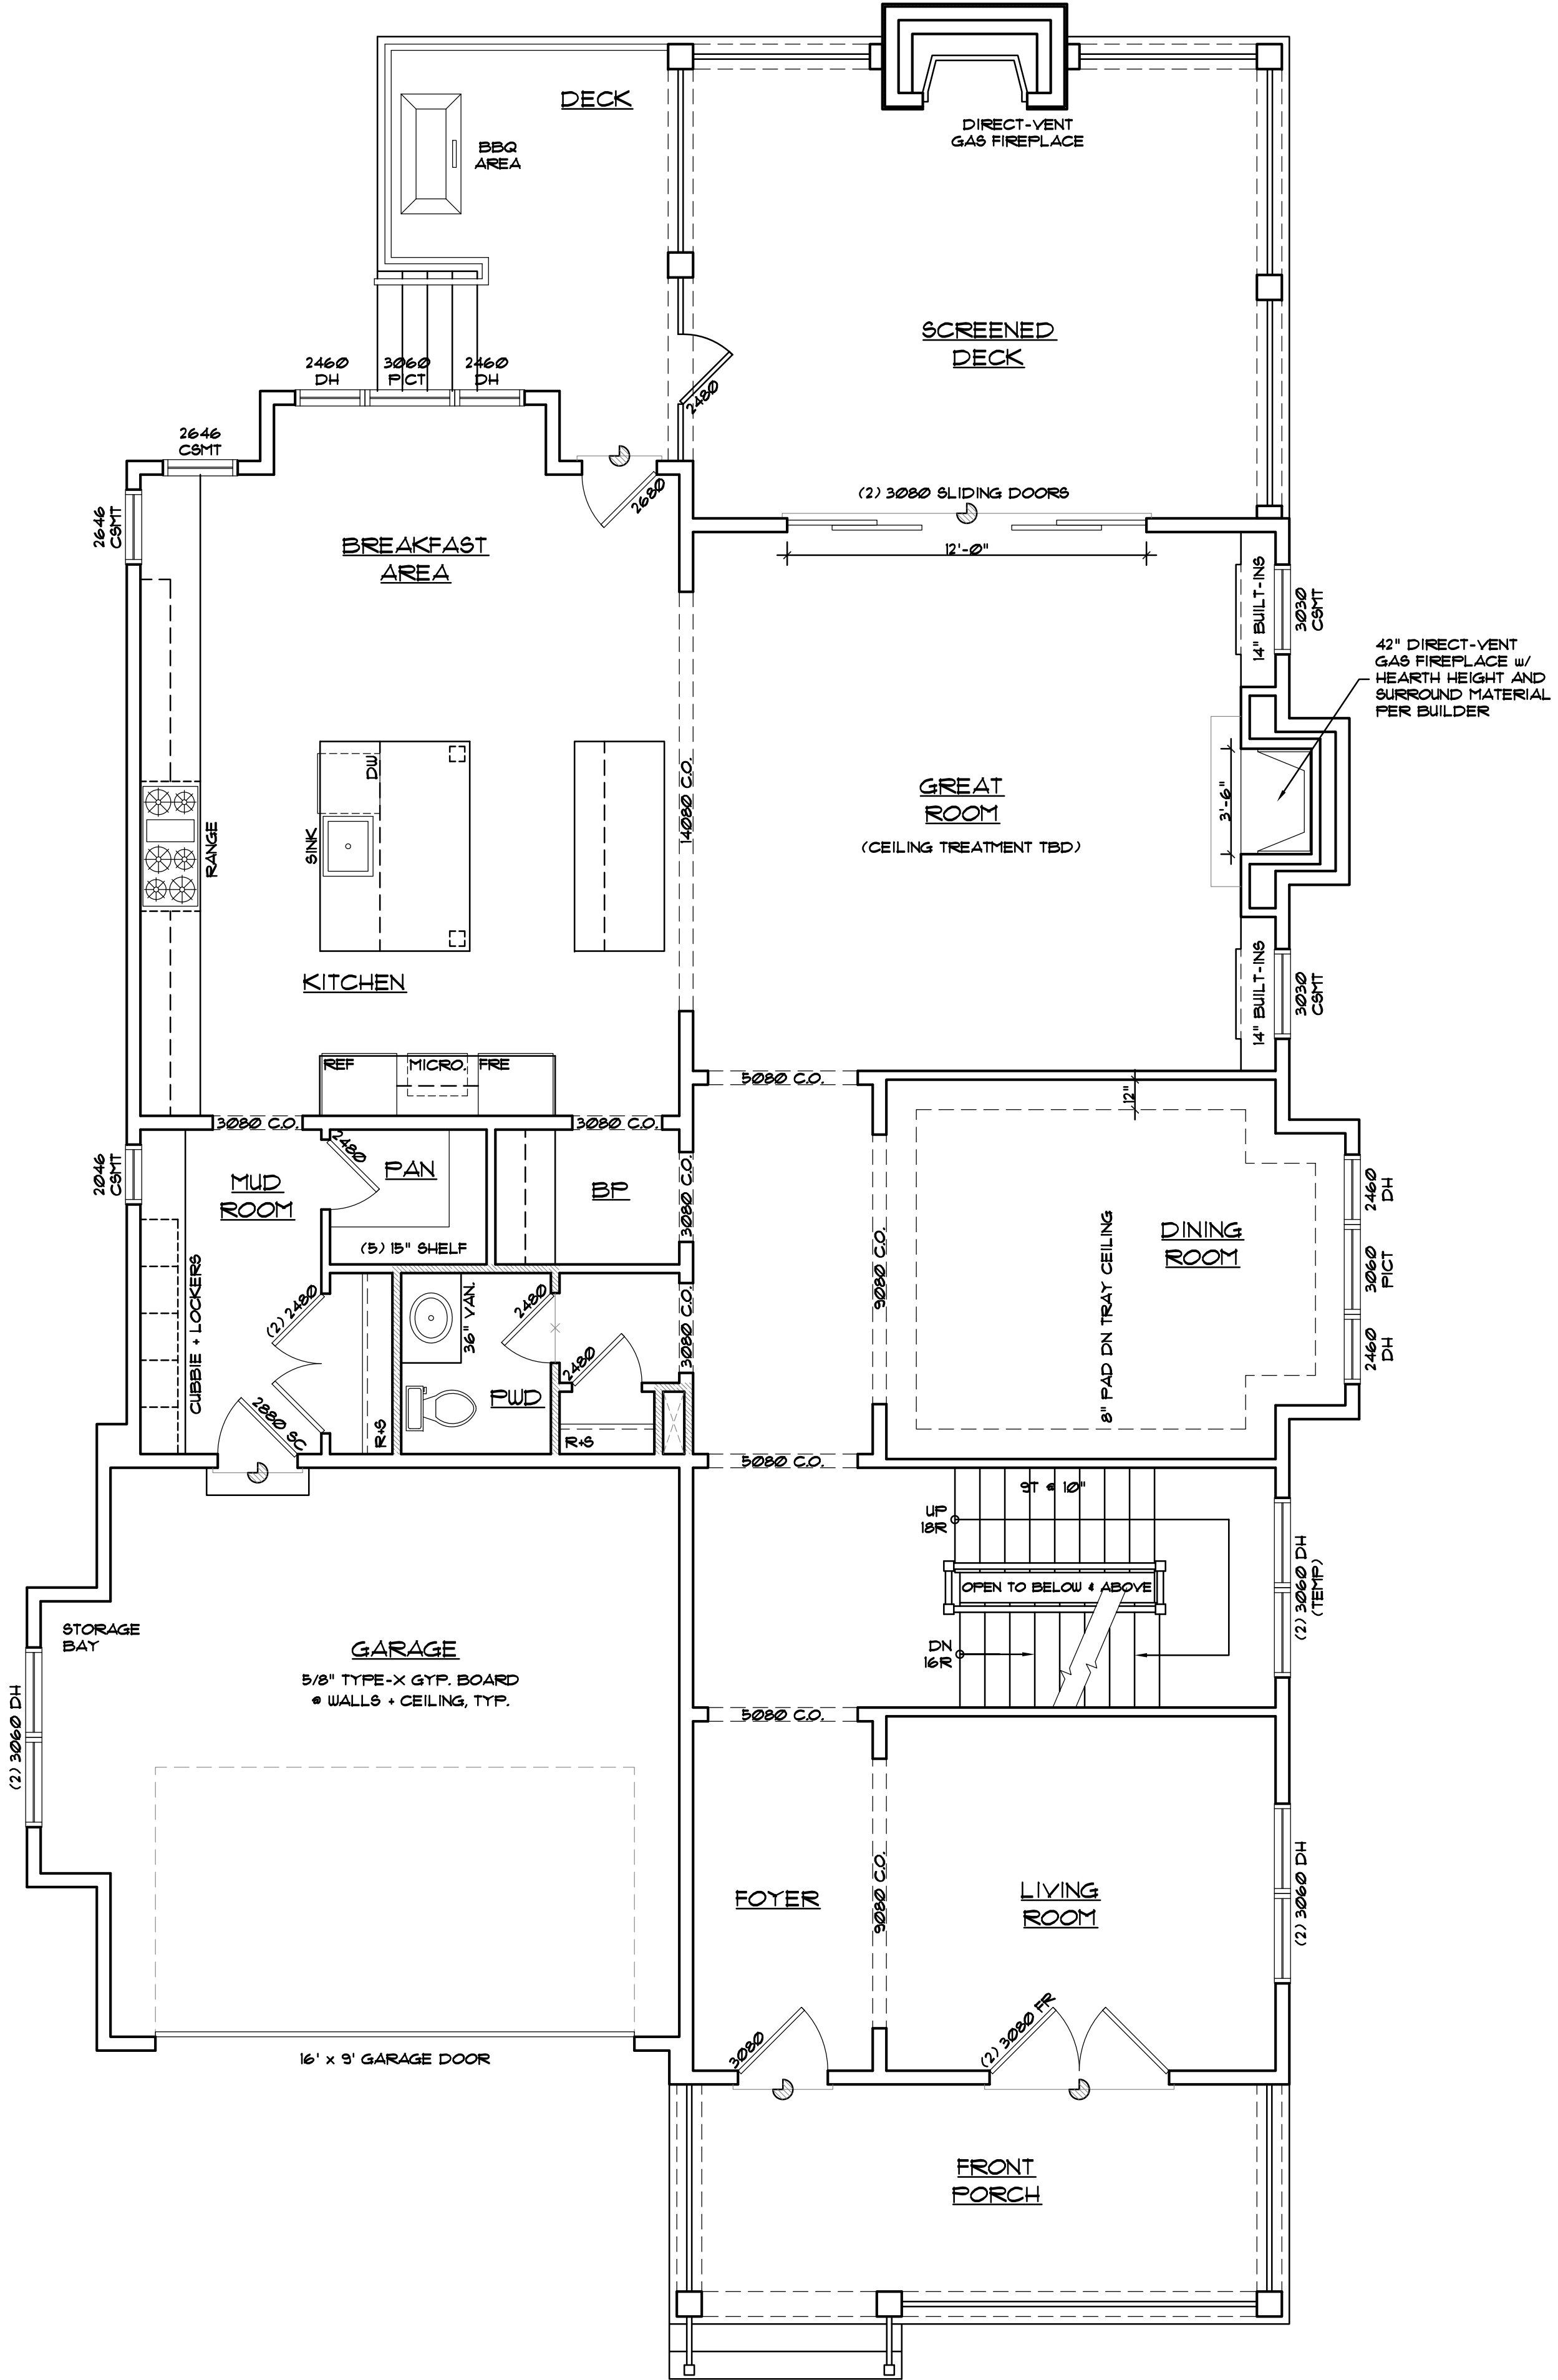 DECK
BBQ
AREA
DIRECT-VENT
GAS FIREPLACE
SCREENED
DECK
2480
2460
DH
3060
PICT
2460
DH
2646
CSMT
2646
CSMT
2680
(2) 3080 SLIDING DOORS
12'-0"
BREAKFAST
AREA
14" BUILT-INS
3030
CSMT
42" DIRECT-VENT
GAS FIREPLACE w/
HEARTH HEIGHT AND
SURROUND MATERIAL
PER BUILDER
DW
SINK
RANGE
14080 C.O.
GREAT
ROOM
(CEILING TREATMENT TBD)
3'-6"
KITCHEN
14" BUILT-INS
3030
CSMT
REF
MICRO.
FRE
5080 C.O.
12"
3080 C.O.
3080 C.O.
2480
PAN
MUD
ROOM
2046
CSMT
BP
3080 C.O.
(5) 15" SHELF
9080 C.O.
8" PAD DN TRAY CEILING
DINING
ROOM
2460
DH
3060
PICT
2460
DH
CUBBIE + LOCKERS
(2) 2480
36" VAN.
2480
2480
3080 C.O.
PWD
R+S
R+S
2880 SC
5080 C.O.
9T @ 10"
UP
18R
OPEN TO BELOW & ABOVE
DN
16R
(2) 3060 DH
(TEMP)
STORAGE
BAY
GARAGE
5/8" TYPE-X GYP. BOARD
@ WALLS + CEILING, TYP.
(2) 3060 DH
5080 C.O.
FOYER
9080 C.O.
LIVING
ROOM
(2) 3060 DH
3080
(2) 3080 FR
16' x 9' GARAGE DOOR
FRONT
PORCH